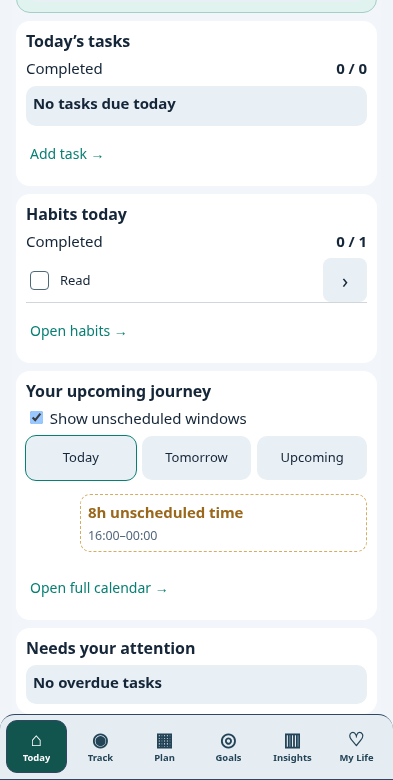 Today's tasks
Completed 0 / 0
No tasks due today
Add task →
Habits today
Completed 0 / 1
Read ›
Open habits →
Your upcoming journey
Show unscheduled windows
Today Tomorrow Upcoming
8h unscheduled time
16:00–00:00
Open full calendar →
Needs your attention
No overdue tasks
Today Track Plan Goals Insights My Life